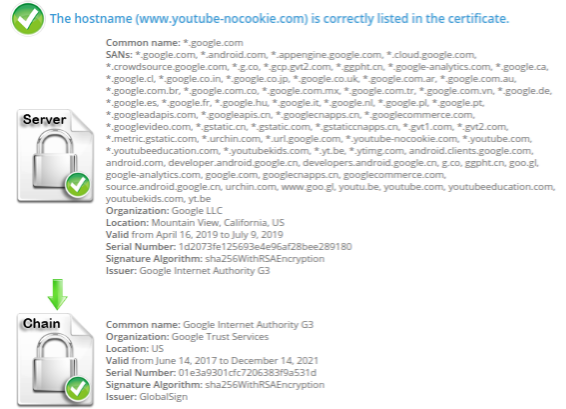 The hostname (www.youtube-nocookie.com) is correctly listed in the certificate.
Server
Common name: *.google.com
SANs: *.google.com, *.android.com, *.appengine.google.com, *.cloud.google.com,
*.crowdsource.google.com, *.g.co, *.gcp.gvt2.com, *.ggpht.cn, *.google-analytics.com, *.google.ca,
*.google.cl, *.google.co.in, *.google.co.jp, *.google.co.uk, *.google.com.ar, *.google.com.au,
*.google.com.br, *.google.com.co, *.google.com.mx, *.google.com.tr, *.google.com.vn, *.google.de,
*.google.es, *.google.fr, *.google.hu, *.google.it, *.google.nl, *.google.pl, *.google.pt,
*.googleadapis.com, *.googleapis.cn, *.googlecnapps.cn, *.googlecommerce.com,
*.googlevideo.com, *.gstatic.cn, *.gstatic.com, *.gstaticcnapps.cn, *.gvt1.com, *.gvt2.com,
*.metric.gstatic.com, *.urchin.com, *.url.google.com, *.youtube-nocookie.com, *.youtube.com,
*.youtubeeducation.com, *.youtubekids.com, *.yt.be, *.ytimg.com, android.clients.google.com,
android.com, developer.android.google.cn, developers.android.google.cn, g.co, ggpht.cn, goo.gl,
google-analytics.com, google.com, googlecnapps.cn, googlecommerce.com,
source.android.google.cn, urchin.com, www.goo.gl, youtu.be, youtube.com, youtubeeducation.com,
youtubekids.com, yt.be
Organization: Google LLC
Location: Mountain View, California, US
Valid from April 16, 2019 to July 9, 2019
Serial Number: 1d2073fe125693e4e96af28bee289180
Signature Algorithm: sha256WithRSAEncryption
Issuer: Google Internet Authority G3
Chain
Common name: Google Internet Authority G3
Organization: Google Trust Services
Location: US
Valid from June 14, 2017 to December 14, 2021
Serial Number: 01e3a9301cfc7206383f9a531d
Signature Algorithm: sha256WithRSAEncryption
Issuer: GlobalSign